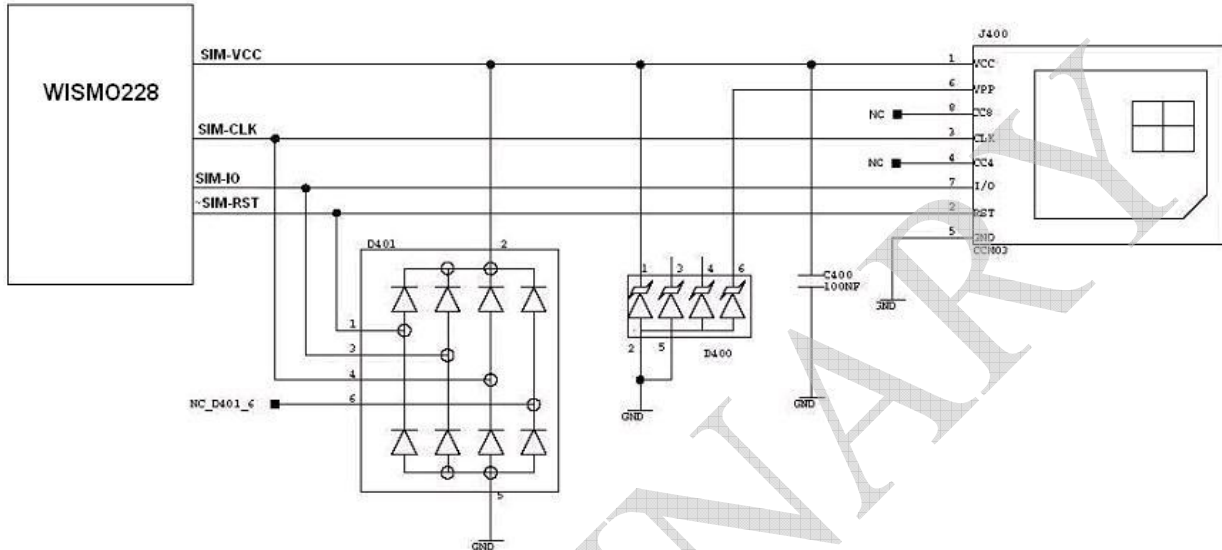 WISMO228
SIM-VCC
SIM-CLK
SIM-IO
~SIM-RST
J400
1 VCC
6 VPP
NC 8 CC8
3 CLK
NC 4 CC4
7 I/O
2 RST
5 GND
CCM03
GND
D401
2
1
3
4
6
NC_D401_6
5
GND
1 3 4 6
2 5
D400
GND
C400
100NF
GND
NARY